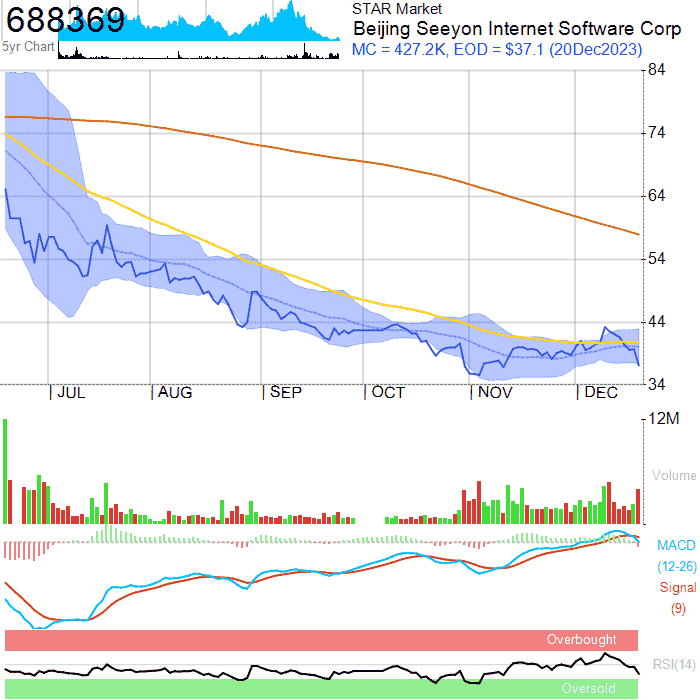 688369
5yr Chart
STAR Market
Beijing Seeyon Internet Software Corp
MC = 427.2K, EOD = $37.1 (20Dec2023)
84
74
64
54
44
34
JUL AUG SEP OCT NOV DEC
12M
Volume
MACD
(12-26)
Signal
(9)
Overbought
RSI(14)
Oversold